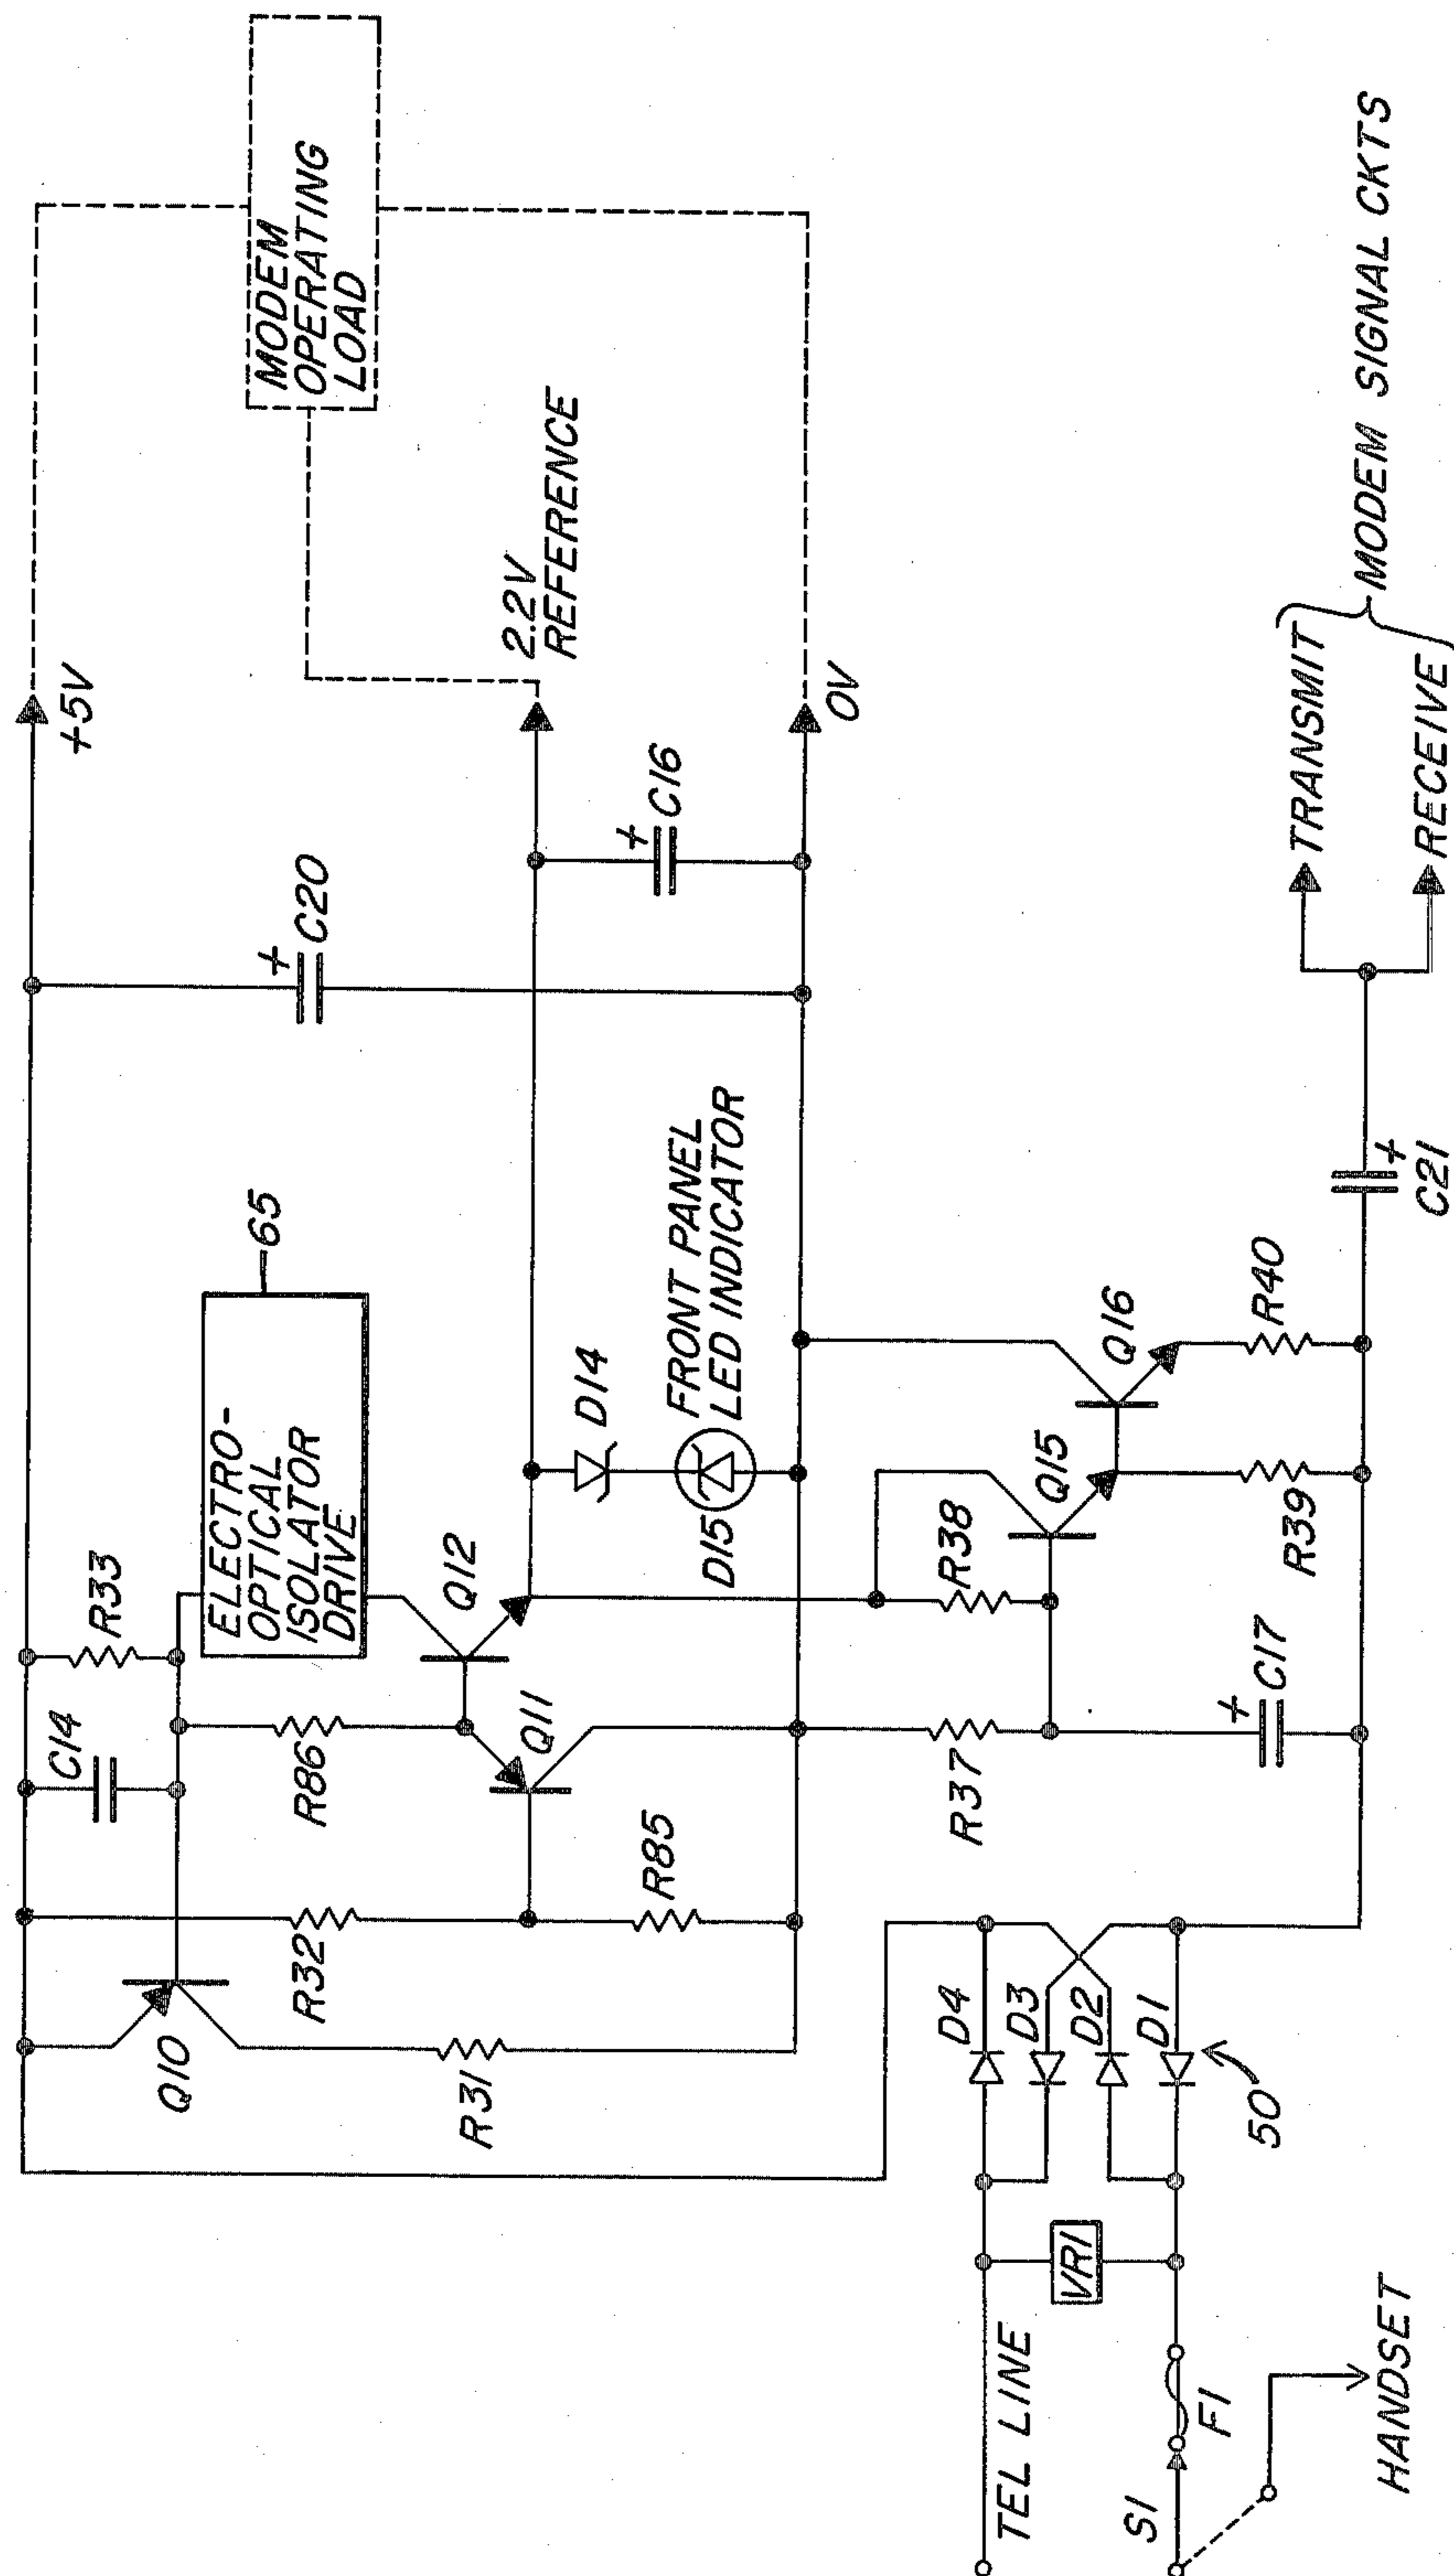 +5V
MODEM
OPERATING
LOAD
2.2V
REFERENCE
0V
C20
C16
ELECTRO-
OPTICAL
ISOLATOR
DRIVE
65
C14
R33
Q10
R32
R86
Q11
Q12
R31
R85
D14
D15
FRONT PANEL
LED INDICATOR
R37
R38
Q15
Q16
C17
R39
R40
TEL LINE
VR1
D4
D3
D2
D1
50
S1
F1
HANDSET
C21
TRANSMIT
RECEIVE
MODEM SIGNAL CKTS